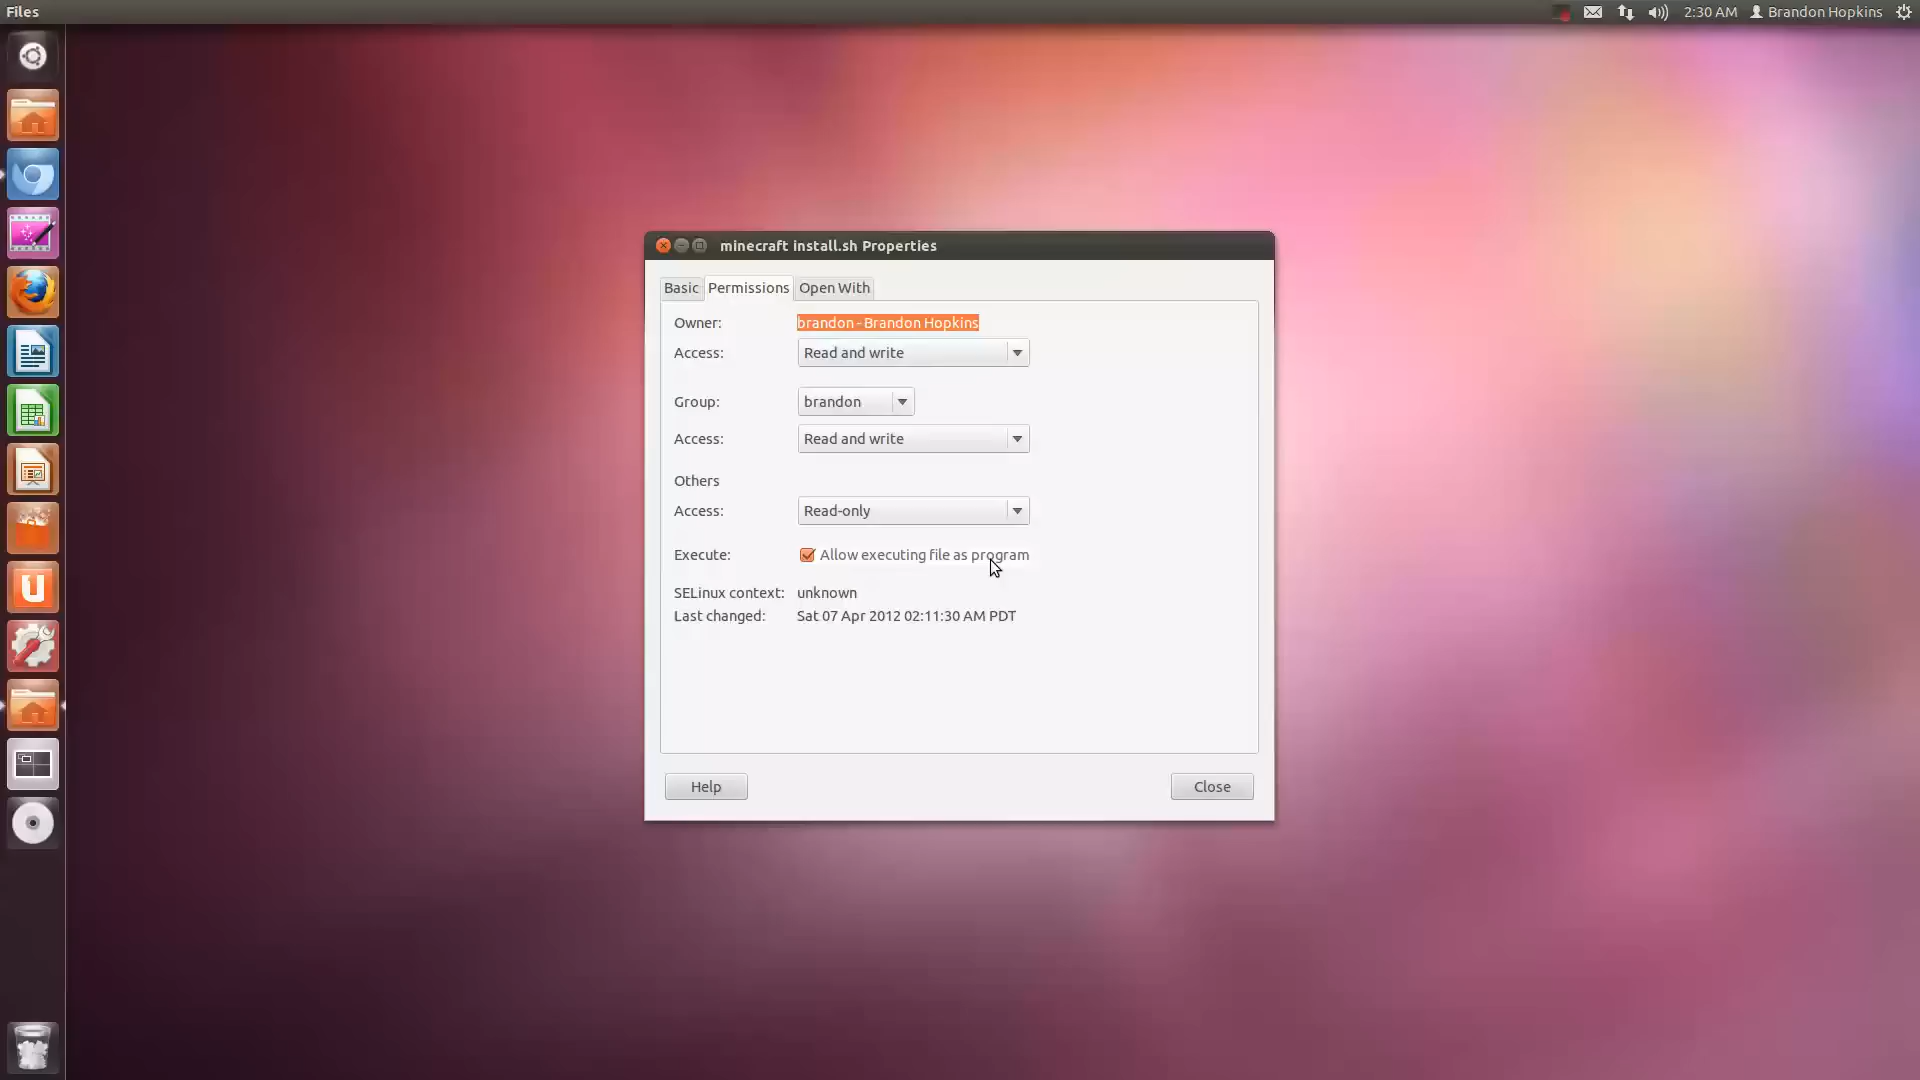 Files
2:30 AM
Brandon Hopkins
minecraft install.sh Properties
Basic
Permissions
Open With
Owner:
brandon - Brandon Hopkins
Access:
Read and write
Group:
brandon
Access:
Read and write
Others
Access:
Read-only
Execute:
Allow executing file as program
SELinux context:
unknown
Last changed:
Sat 07 Apr 2012 02:11:30 AM PDT
Help
Close